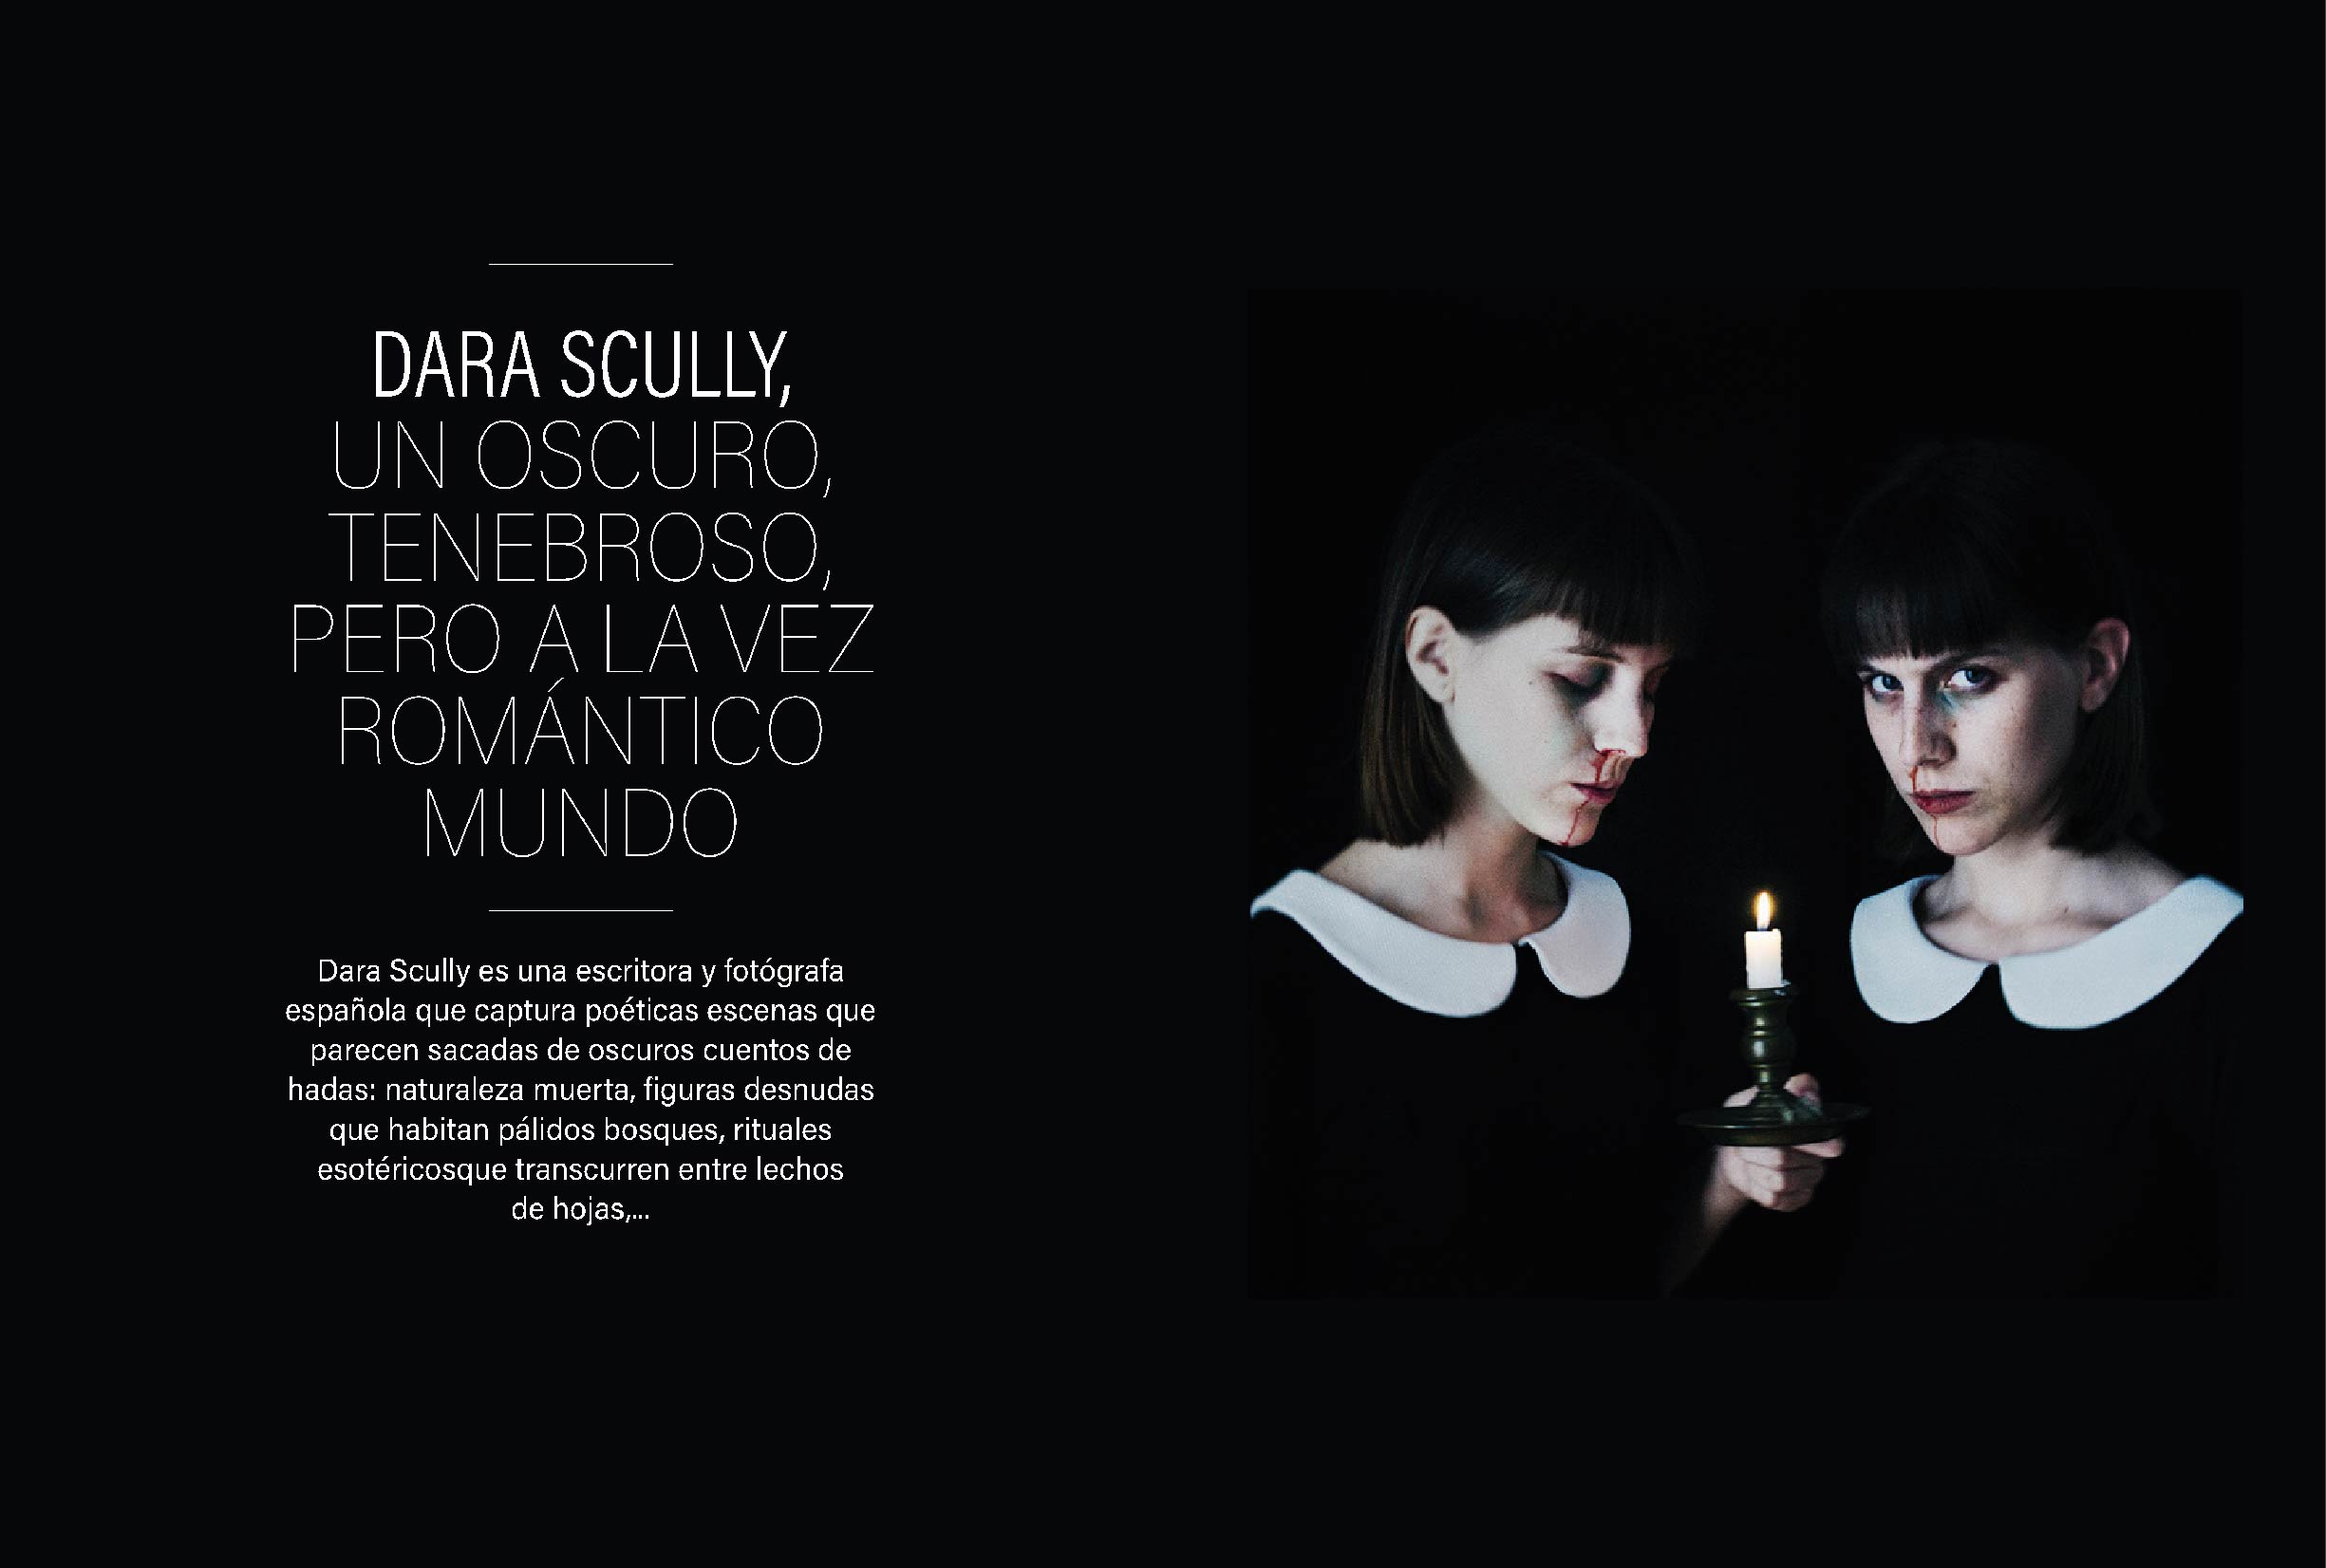 DARA SCULLY,
UN OSCURO,
TENEBROSO,
PERO A LA VEZ
ROMÁNTICO
MUNDO
Dara Scully es una escritora y fotógrafa
española que captura poéticas escenas que
parecen sacadas de oscuros cuentos de
hadas: naturaleza muerta, figuras desnudas
que habitan pálidos bosques, rituales
esotéricosque transcurren entre lechos
de hojas,...